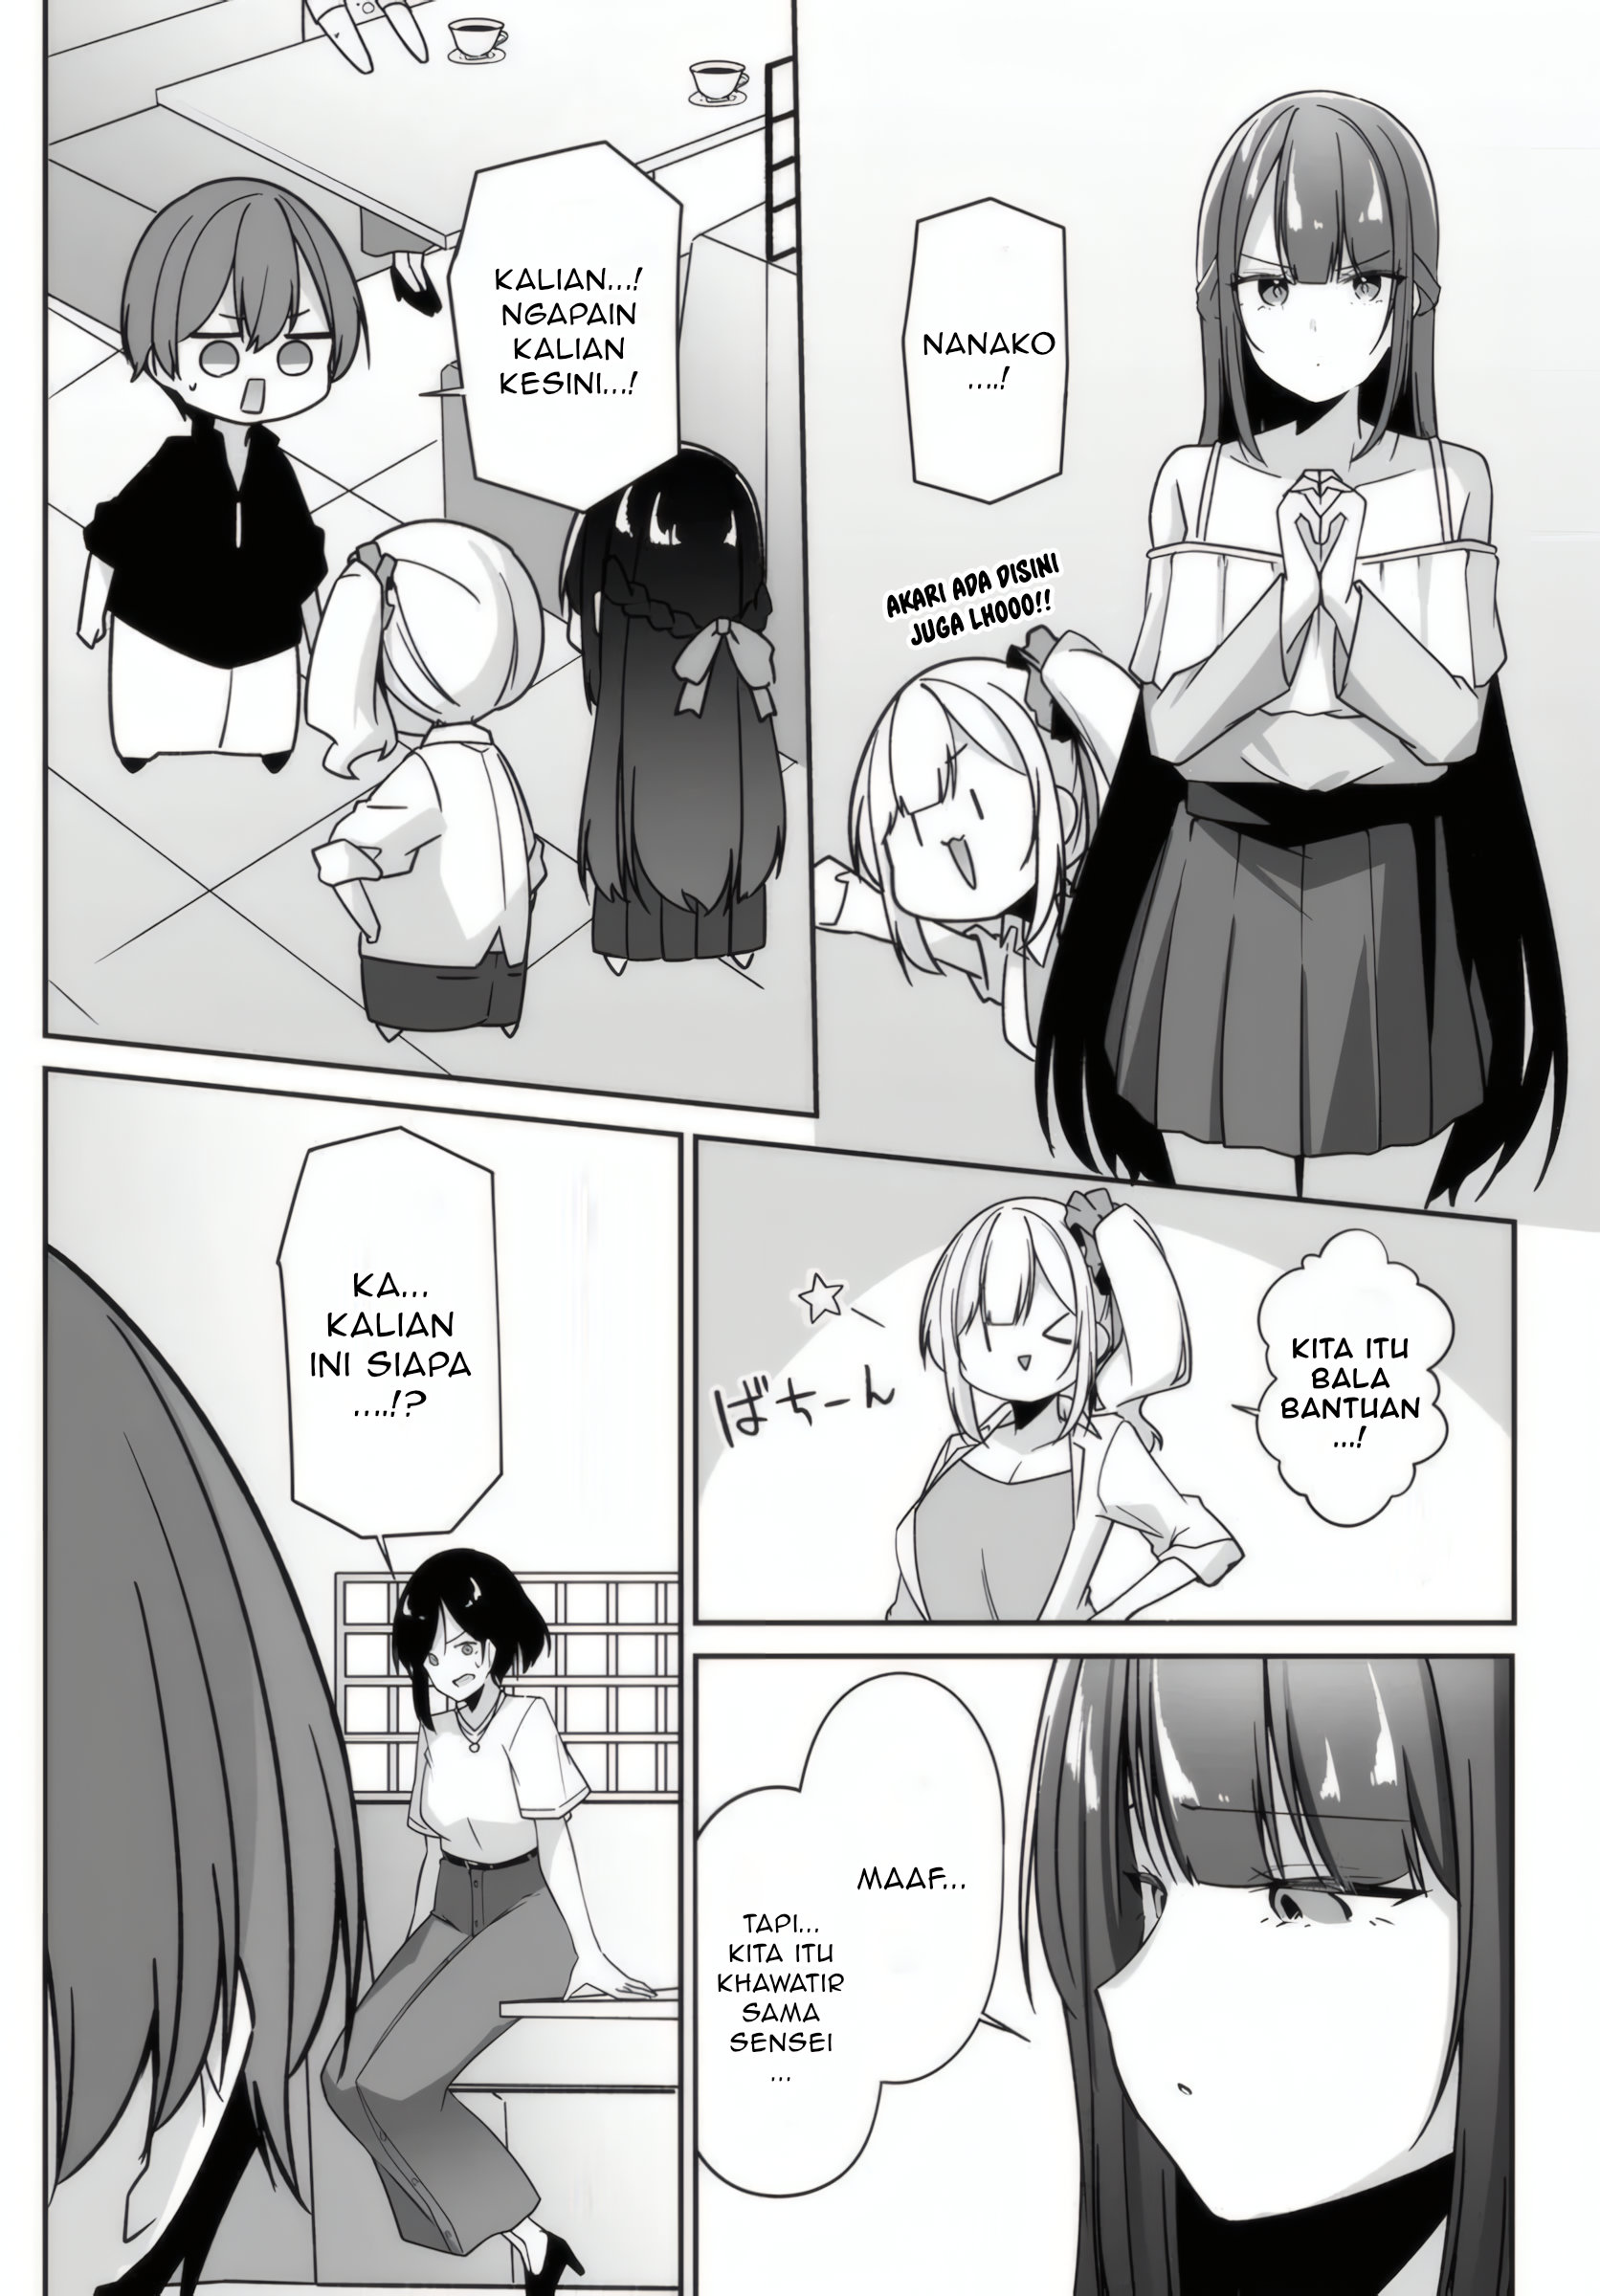 NANAKO
....!
AKARI ADA DISINI
JUGA LHOOO!!
KALIAN...!
NGAPAIN
KALIAN
KESINI...!
KITA ITU
BALA
BANTUAN
...!
ばちーん
KA...
KALIAN
INI SIAPA
....!?
MAAF...
TAPI...
KITA ITU
KHAWATIR
SAMA
SENSEI
...